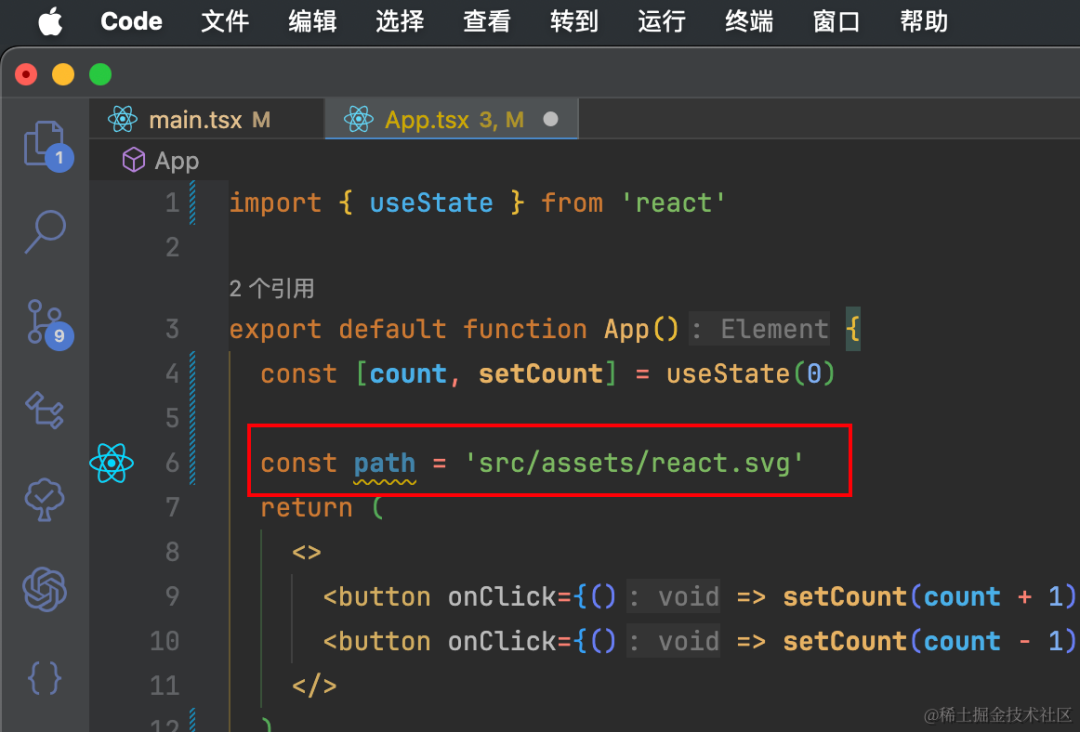 Code 文件 编辑 选择 查看 转到 运行 终端 窗口 帮助
main.tsx M App.tsx 3, M
App
1 import { useState } from 'react'
2
2 个引用
3 export default function App(): Element {
4 const [count, setCount] = useState(0)
5
6 const path = 'src/assets/react.svg'
7 return (
8 <>
9 <button onClick={(): void => setCount(count + 1)
10 <button onClick={(): void => setCount(count - 1)
11 </>
12 )
1
9
@稀土掘金技术社区